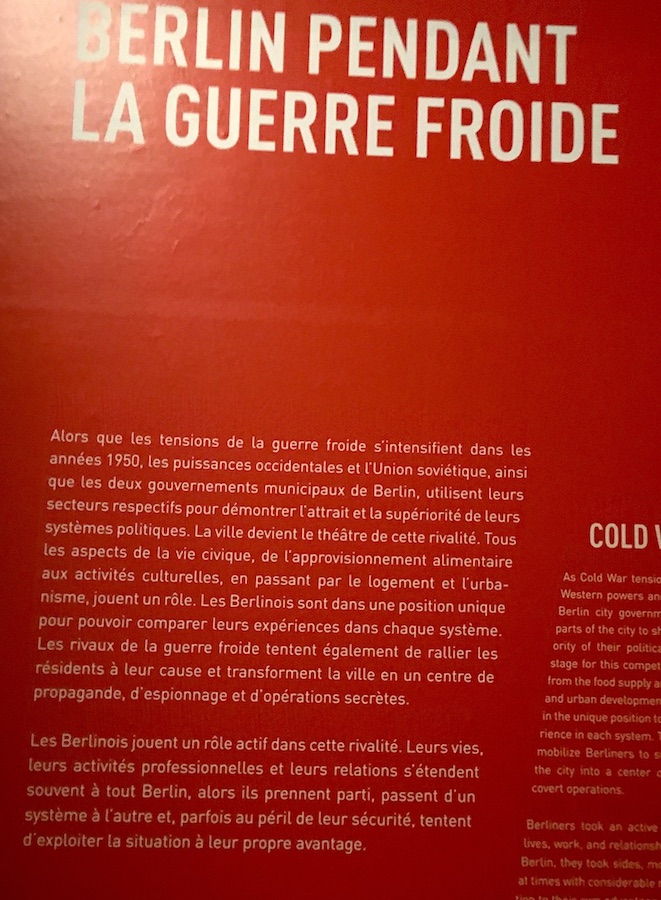 BERLIN PENDANT
LA GUERRE FROIDE
Alors que les tensions de la guerre froide s'intensifient dans les
années 1950, les puissances occidentales et l'Union soviétique, ainsi
que les deux gouvernements municipaux de Berlin, utilisent leurs
secteurs respectifs pour démontrer l'attrait et la supériorité de leurs
systèmes politiques. La ville devient le théâtre de cette rivalité. Tous
les aspects de la vie civique, de l'approvisionnement alimentaire
aux activités culturelles, en passant par le logement et l'urba-
nisme, jouent un rôle. Les Berlinois sont dans une position unique
pour pouvoir comparer leurs expériences dans chaque système.
Les rivaux de la guerre froide tentent également de rallier les
résidents à leur cause et transforment la ville en un centre de
propagande, d'espionnage et d'opérations secrètes.
Les Berlinois jouent un rôle actif dans cette rivalité. Leurs vies,
leurs activités professionnelles et leurs relations s'étendent
souvent à tout Berlin, alors ils prennent parti, passent d'un
système à l'autre et, parfois au péril de leur sécurité, tentent
d'exploiter la situation à leur propre avantage.
COLD
As Cold War tensio
Western powers an
Berlin city governm
parts of the city to s
ority of their politica
stage for this compet
from the food supply a
and urban development
in the unique position to
rience in each system. T
mobilize Berliners to s
the city into a center
covert operations.
Berliners took an active
lives, work, and relationsh
Berlin, they took sides, m
at times with considerable